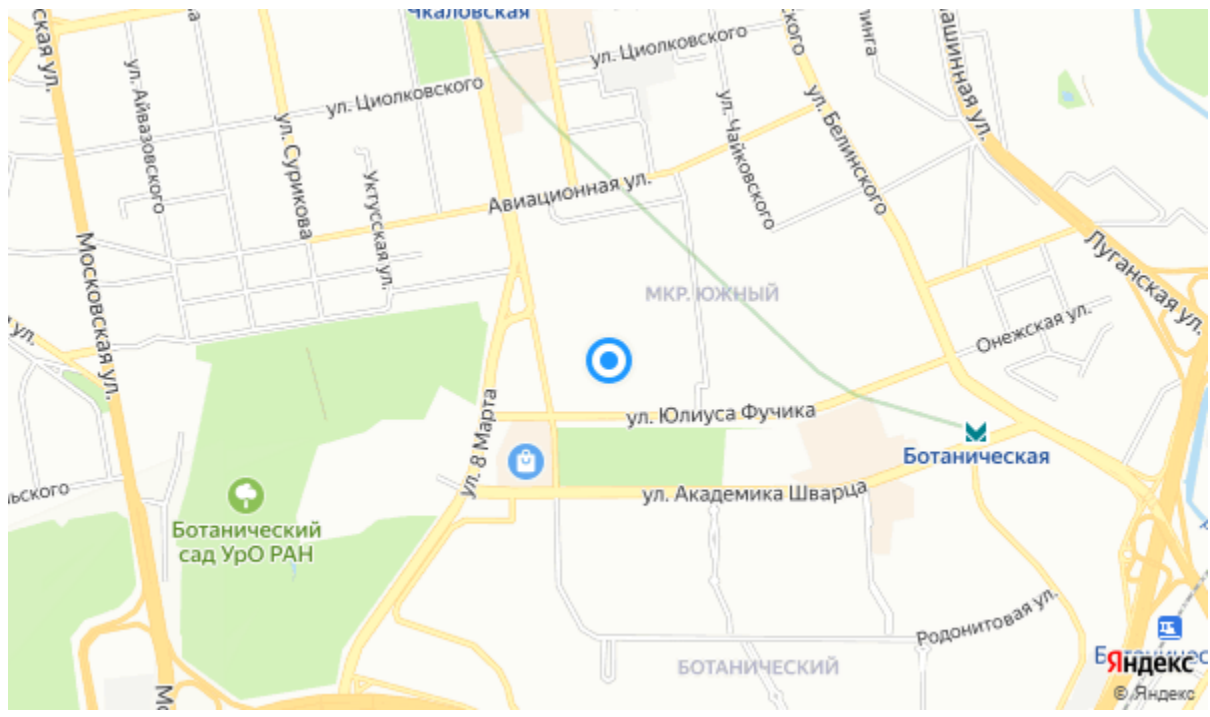 Чкаловская
ул. Циолковского
ул. Циолковского
ул. Айвазовского
ул. Сурикова
Уктусская ул.
Авиационная ул.
ул. Чайковского
ул. Белинского
Московская ул.
МКР. ЮЖНЫЙ
Луганская ул.
Онежская ул.
ул. 8 Марта
ул. Юлиуса Фучика
Ботаническая
ул. Академика Шварца
Ботанический
сад УрО РАН
Родонитовая ул.
БОТАНИЧЕСКИЙ
Яндекс
© Яндекс